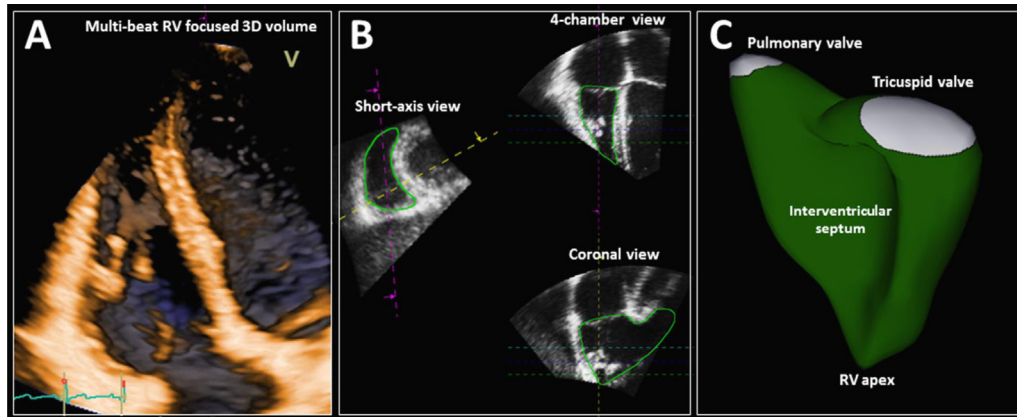 A
Multi-beat RV focused 3D volume
V
B
4-chamber view
Short-axis view
Coronal view
C
Pulmonary valve
Tricuspid valve
Interventricular
septum
RV apex